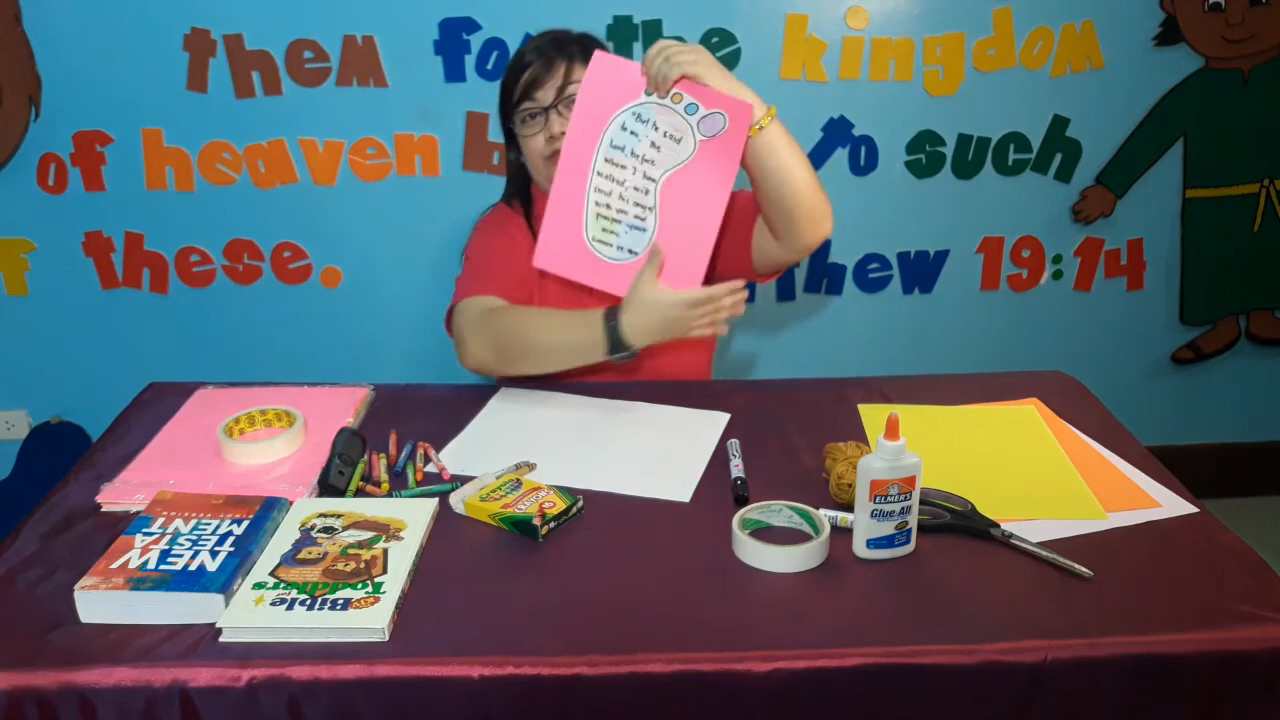 them for the kingdom
of heaven to such
these.
thew 19:14
"But he said
to me, "The
Lord, before
whom I have
walked, will
send his angel
with you and
prosper your
NEW
TESTA
MENT
Bible
for
Toddlers
Crayola
ELMER'S
Glue-All